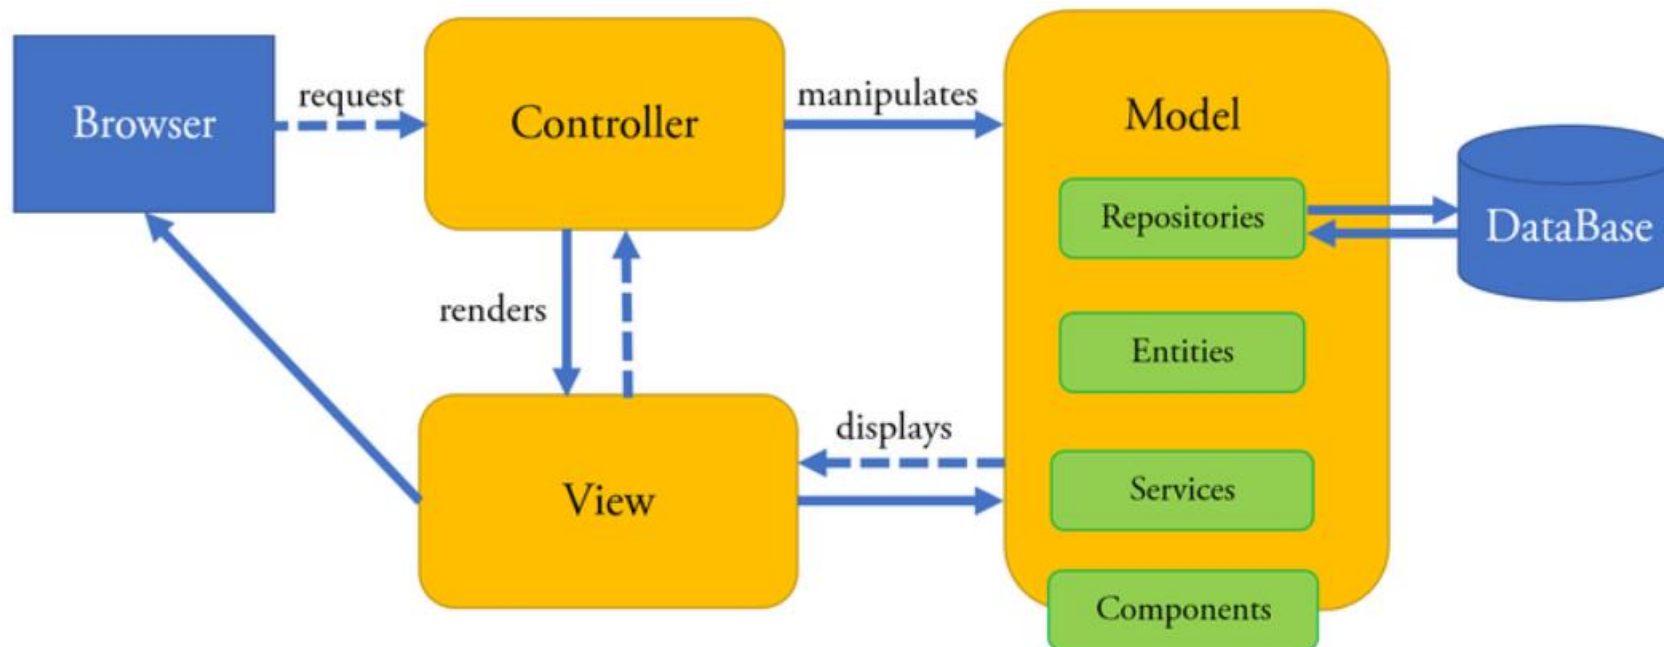 Browser
request
Controller
manipulates
Model
Repositories
DataBase
renders
Entities
displays
View
Services
Components